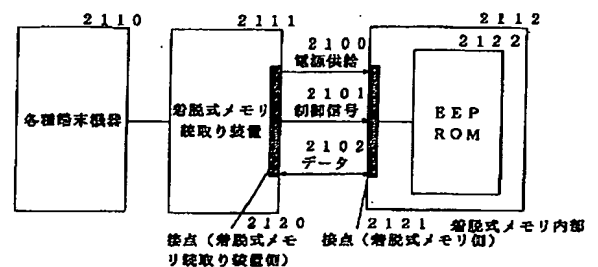 2110
2111
2112
2100
電源供給
2122
各種端末機器
着脱式メモリ
読取り装置
2101
制御信号
EEP
ROM
2102
データ
2120
2121
着脱式メモリ内部
接点(着脱式メモ
リ読取り装置側)
接点(着脱式メモリ側)